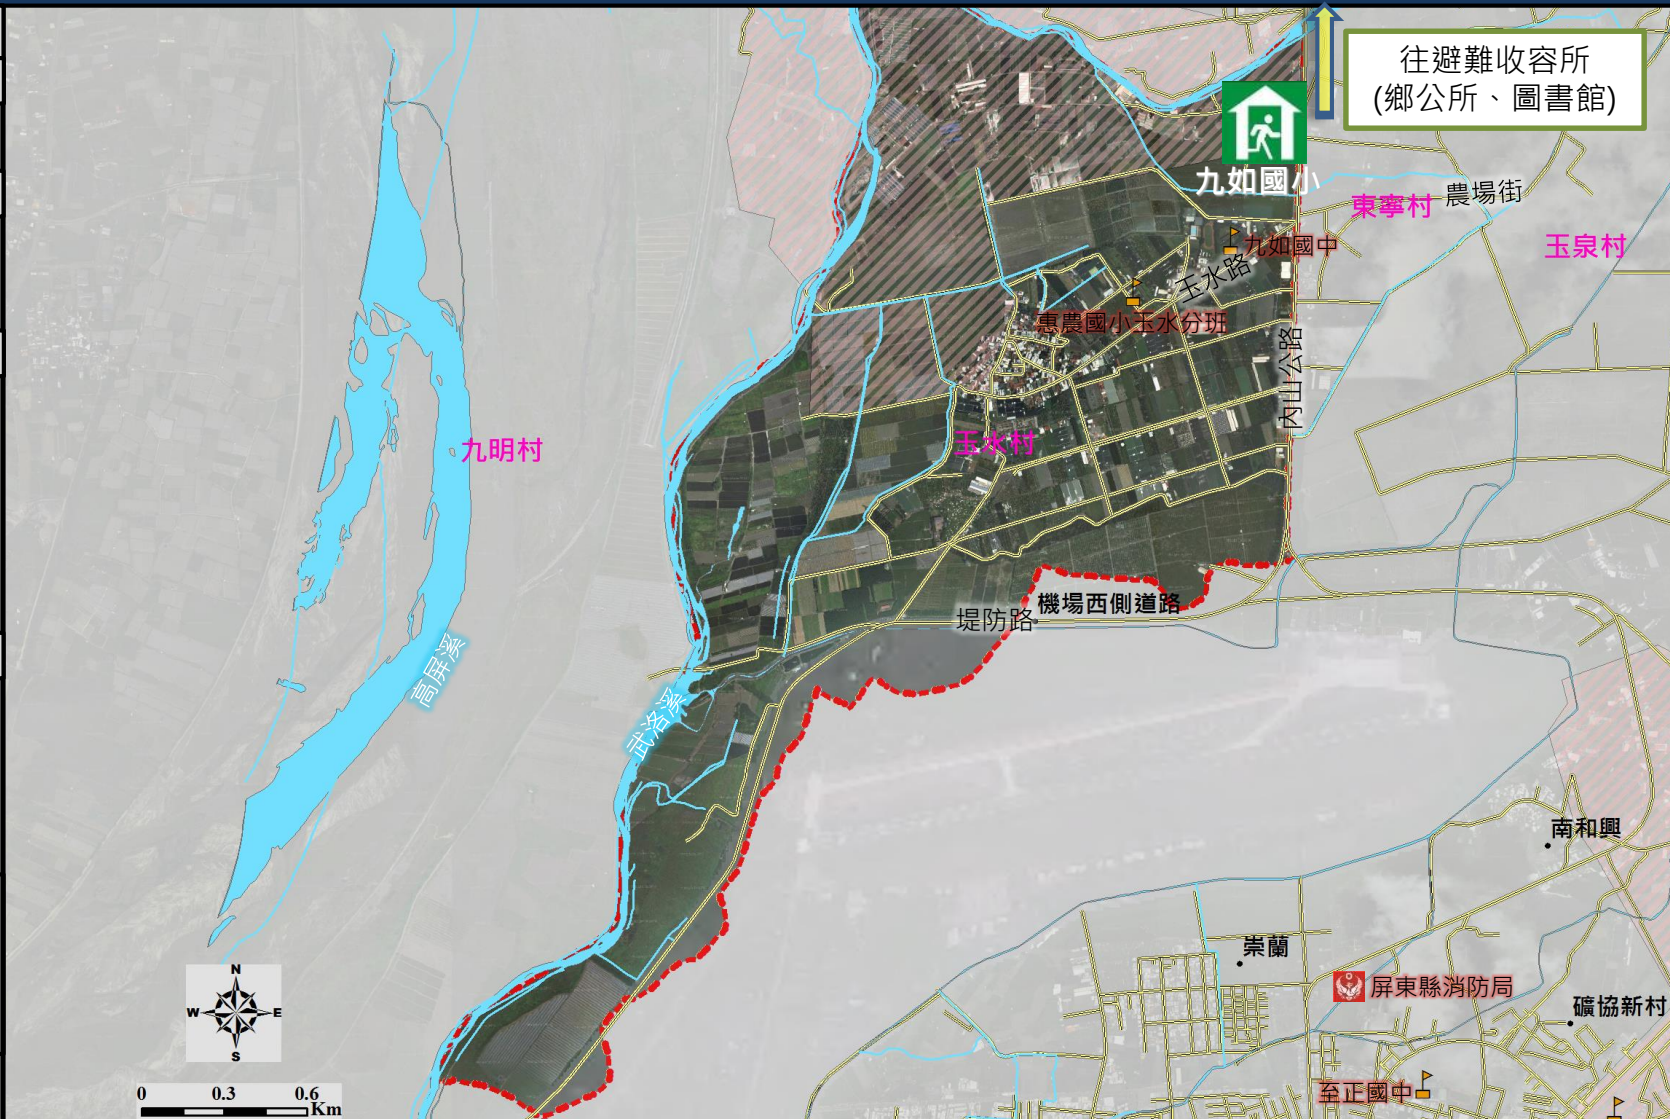 往避難收容所
(鄉公所、圖書館)
九如國小
農場街
東寧村
玉泉村
九如國中
玉水路
惠農國小玉水分班
內山公路
玉水村
九明村
機場西側道路
堤防路
高屏溪
武洛溪
南和興
崇蘭
屏東縣消防局
礦協新村
至正國中
N
W E
S
0 0.3 0.6
Km